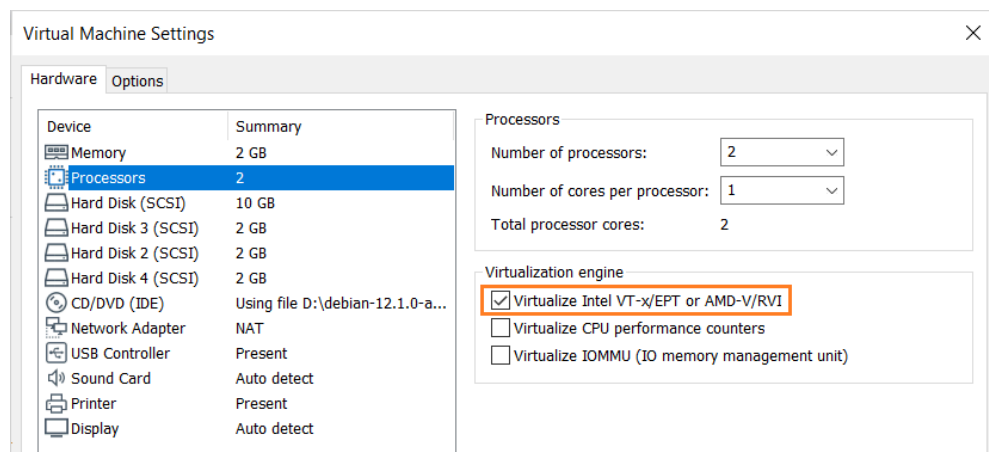 Virtual Machine Settings
Hardware Options
Device Summary
Memory 2 GB
Processors 2
Hard Disk (SCSI) 10 GB
Hard Disk 3 (SCSI) 2 GB
Hard Disk 2 (SCSI) 2 GB
Hard Disk 4 (SCSI) 2 GB
CD/DVD (IDE) Using file D:\debian-12.1.0-a...
Network Adapter NAT
USB Controller Present
Sound Card Auto detect
Printer Present
Display Auto detect
Processors
Number of processors: 2
Number of cores per processor: 1
Total processor cores: 2
Virtualization engine
Virtualize Intel VT-x/EPT or AMD-V/RVI
Virtualize CPU performance counters
Virtualize IOMMU (IO memory management unit)